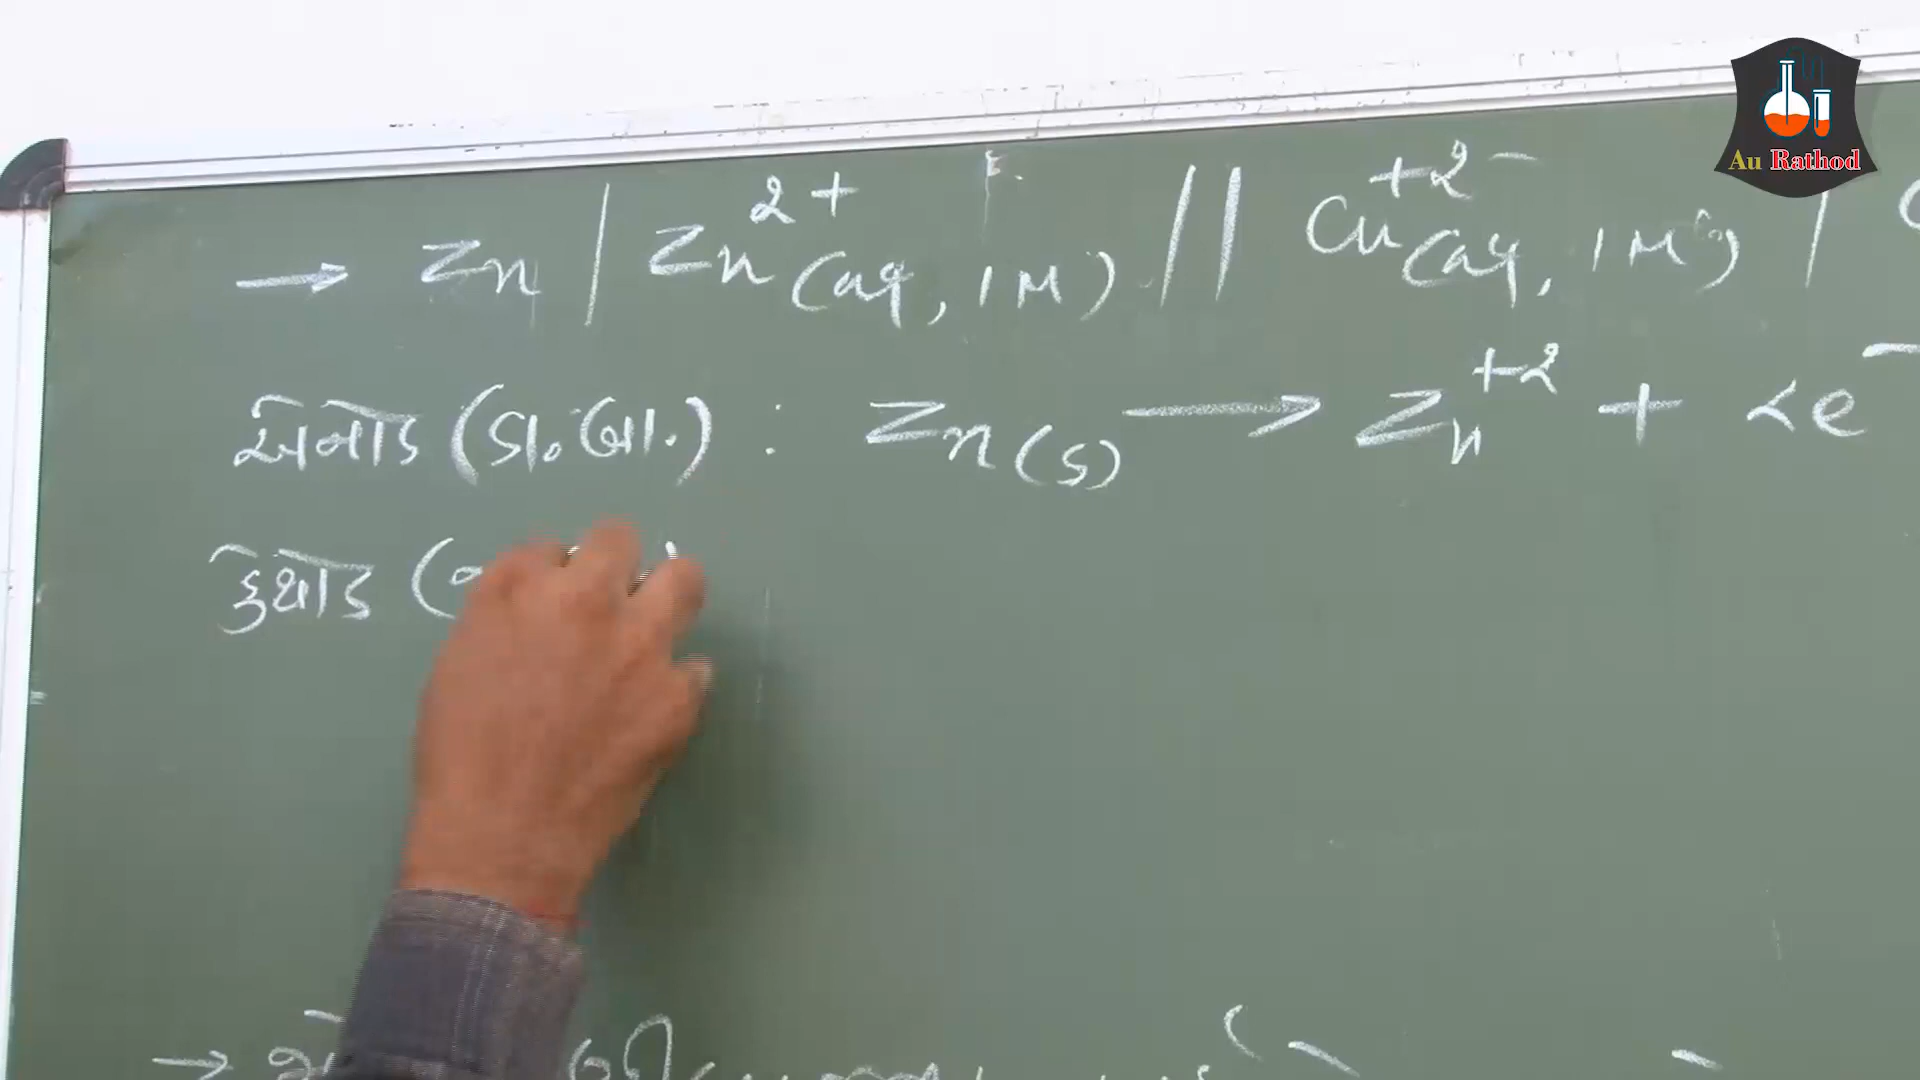 → Zn | Zn²⁺(aq, 1M) || Cu⁺²(aq, 1M) |
એનોડ (ડા.બા.) : Zn(s) → Zn⁺² + 2e⁻
કેથોડ (
→
Au Rathod